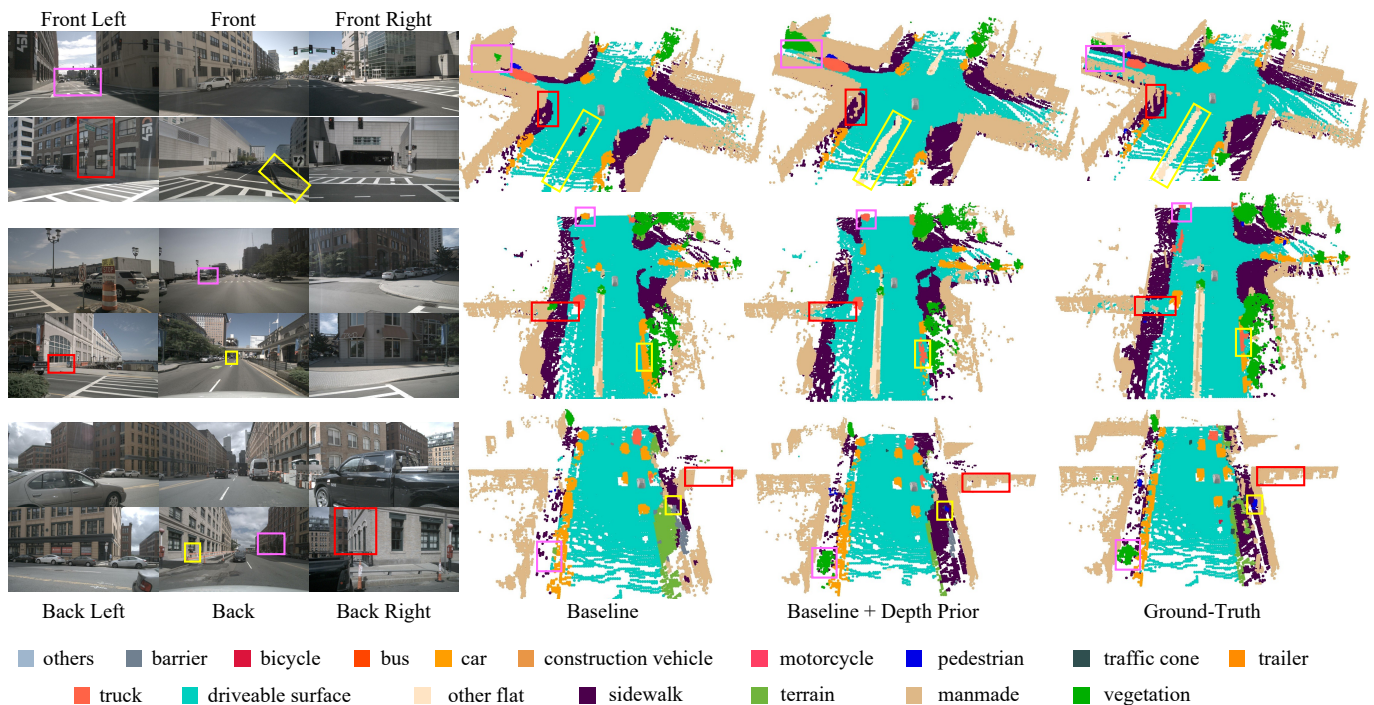 Front Left Front Front Right
Back Left Back Back Right Baseline Baseline + Depth Prior Ground-Truth
others barrier bicycle bus car construction vehicle motorcycle pedestrian traffic cone trailer
truck driveable surface other flat sidewalk terrain manmade vegetation